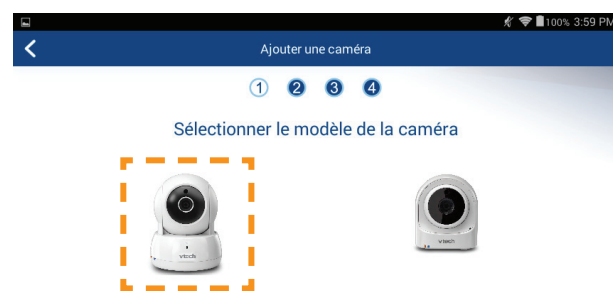 100% 3:59 PM
Ajouter une caméra
1 2 3 4
Sélectionner le modèle de la caméra
vtech
vtech